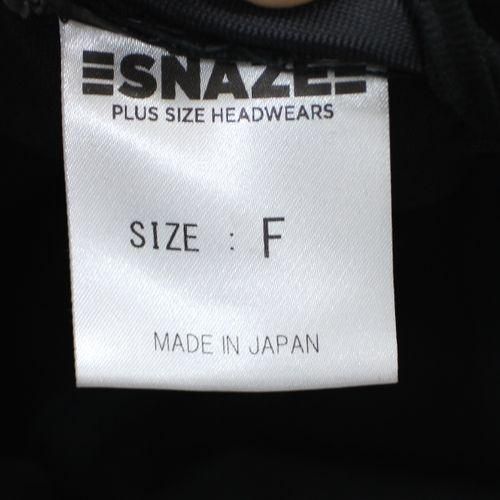 SNAZE
PLUS SIZE HEADWEARS
SIZE : F
MADE IN JAPAN